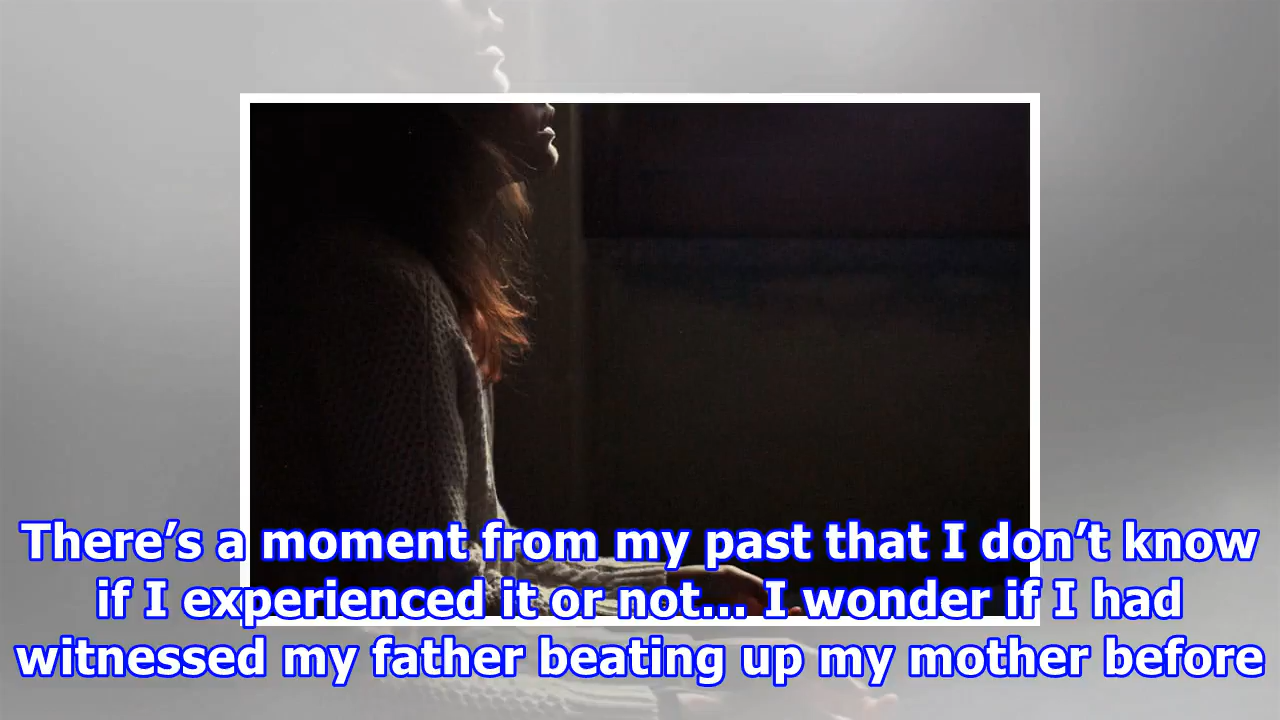 There’s a moment from my past that I don’t know
if I experienced it or not... I wonder if I had
witnessed my father beating up my mother before